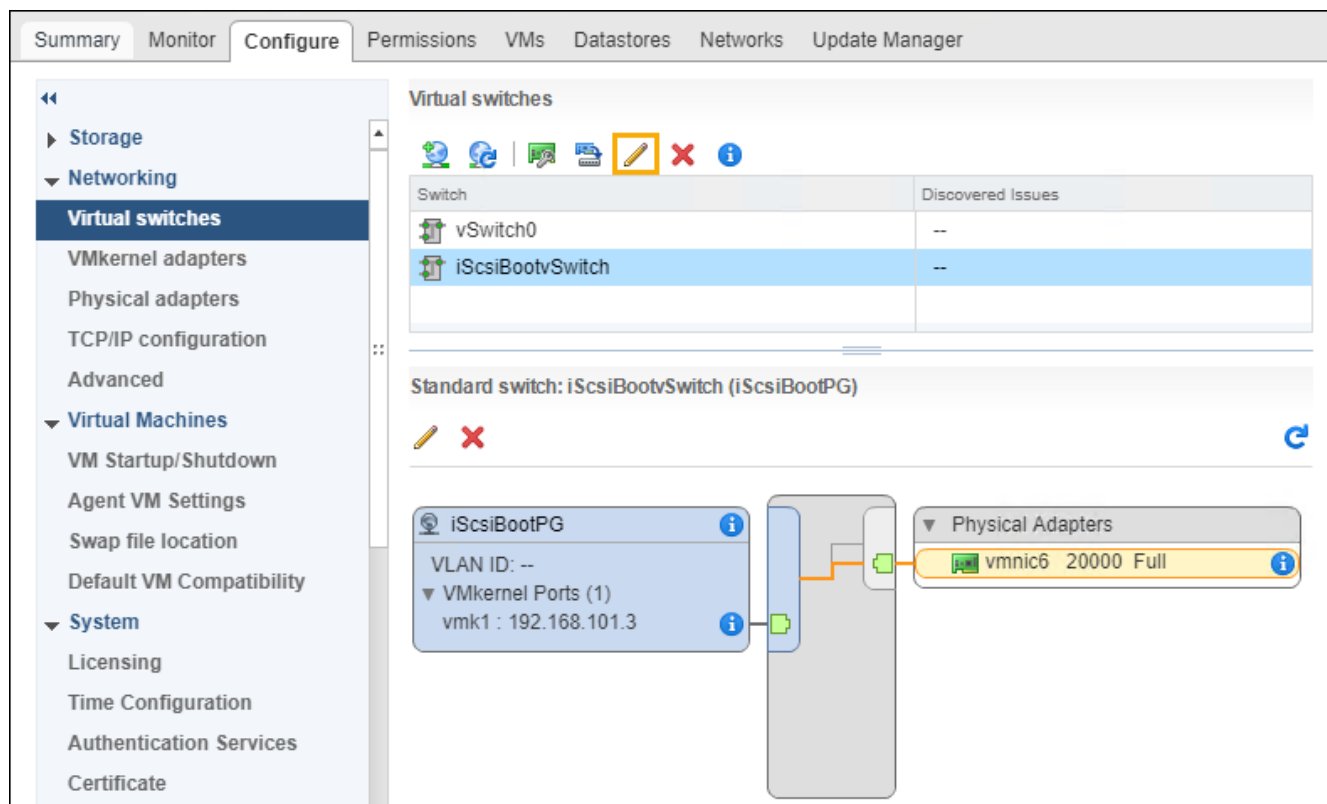 Summary Monitor Configure Permissions VMs Datastores Networks Update Manager
Storage
Networking
Virtual switches
VMkernel adapters
Physical adapters
TCP/IP configuration
Advanced
Virtual Machines
VM Startup/Shutdown
Agent VM Settings
Swap file location
Default VM Compatibility
System
Licensing
Time Configuration
Authentication Services
Certificate
Virtual switches
Switch Discovered Issues
vSwitch0 --
iScsiBootvSwitch --
Standard switch: iScsiBootvSwitch (iScsiBootPG)
iScsiBootPG
VLAN ID: --
VMkernel Ports (1)
vmk1 : 192.168.101.3
Physical Adapters
vmnic6 20000 Full